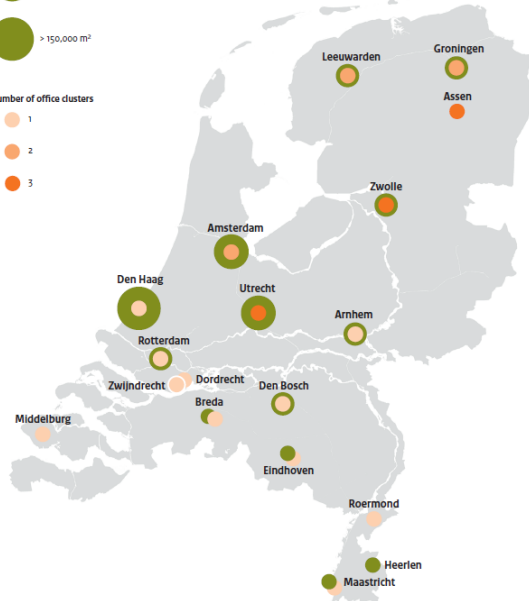 > 150,000 m²
umber of office clusters
1
2
3
Leeuwarden
Groningen
Assen
Zwolle
Amsterdam
Den Haag
Utrecht
Arnhem
Rotterdam
Zwijndrecht
Dordrecht
Den Bosch
Breda
Middelburg
Eindhoven
Roermond
Heerlen
Maastricht